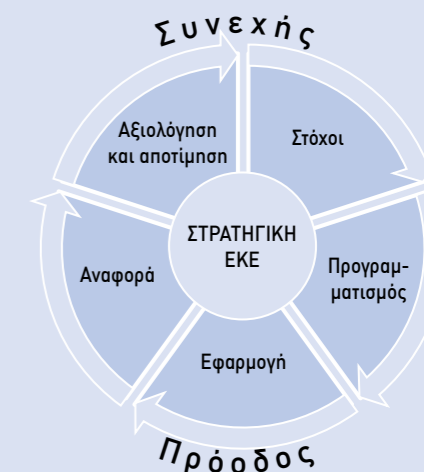 Συνεχής
Αξιολόγηση
και αποτίμηση
Στόχοι
ΣΤΡΑΤΗΓΙΚΗ
ΕΚΕ
Αναφορά
Προγραμ-
ματισμός
Εφαρμογή
Πρόοδος